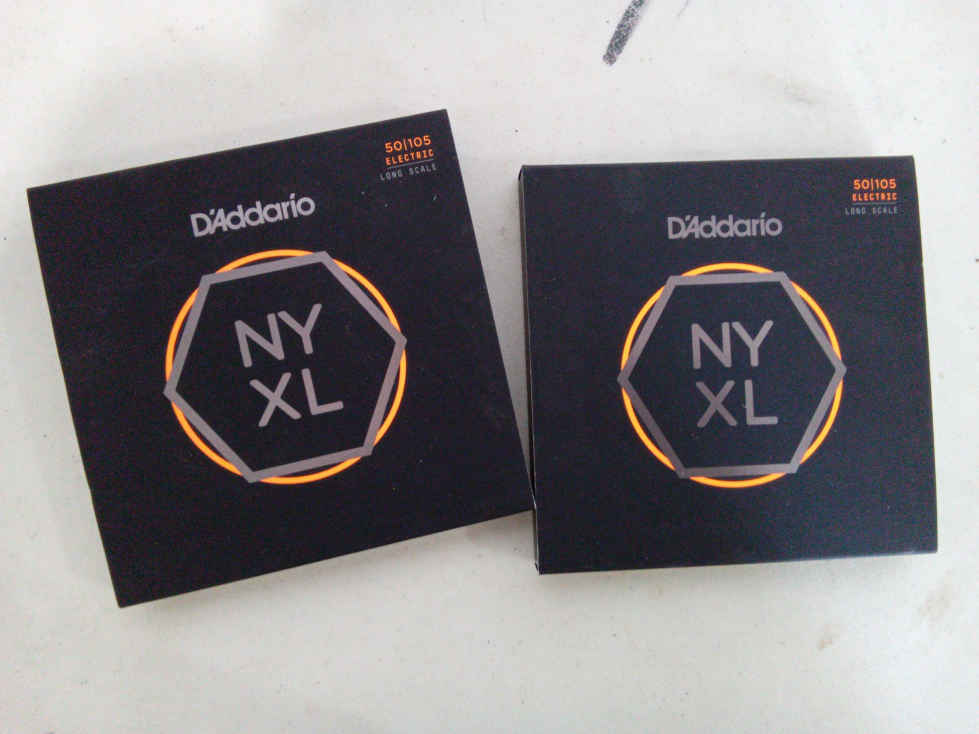 50|105
ELECTRIC
LONG SCALE
D'Addario
NY
XL
50|105
ELECTRIC
LONG SCALE
D'Addario
NY
XL